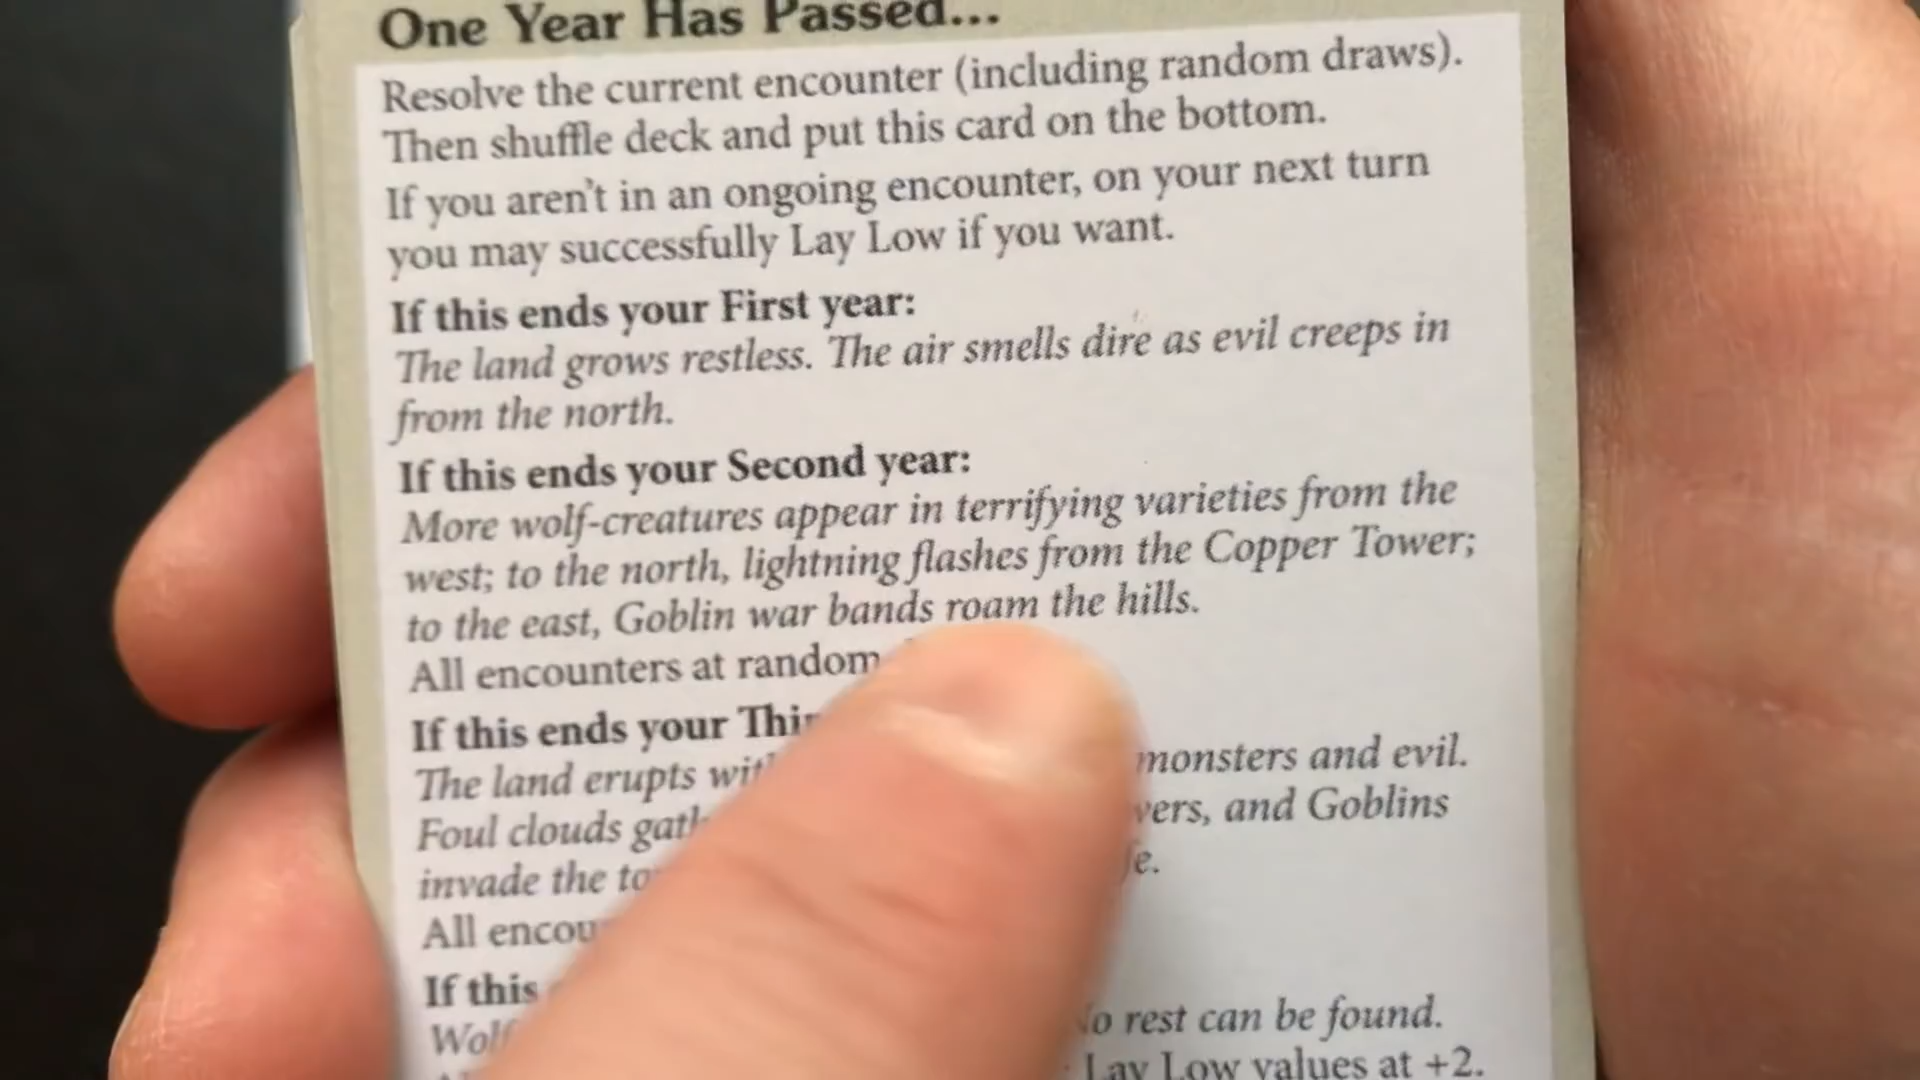 One Year Has Passed...
Resolve the current encounter (including random draws).
Then shuffle deck and put this card on the bottom.
If you aren't in an ongoing encounter, on your next turn
you may successfully Lay Low if you want.
If this ends your First year:
The land grows restless. The air smells dire as evil creeps in
from the north.
If this ends your Second year:
More wolf-creatures appear in terrifying varieties from the
west; to the north, lightning flashes from the Copper Tower;
to the east, Goblin war bands roam the hills.
All encounters at random
If this ends your
The land erupts monsters and evil.
Foul clouds and Goblins
invade the
All
If this
rest can be found.
Lay Low values at +2.